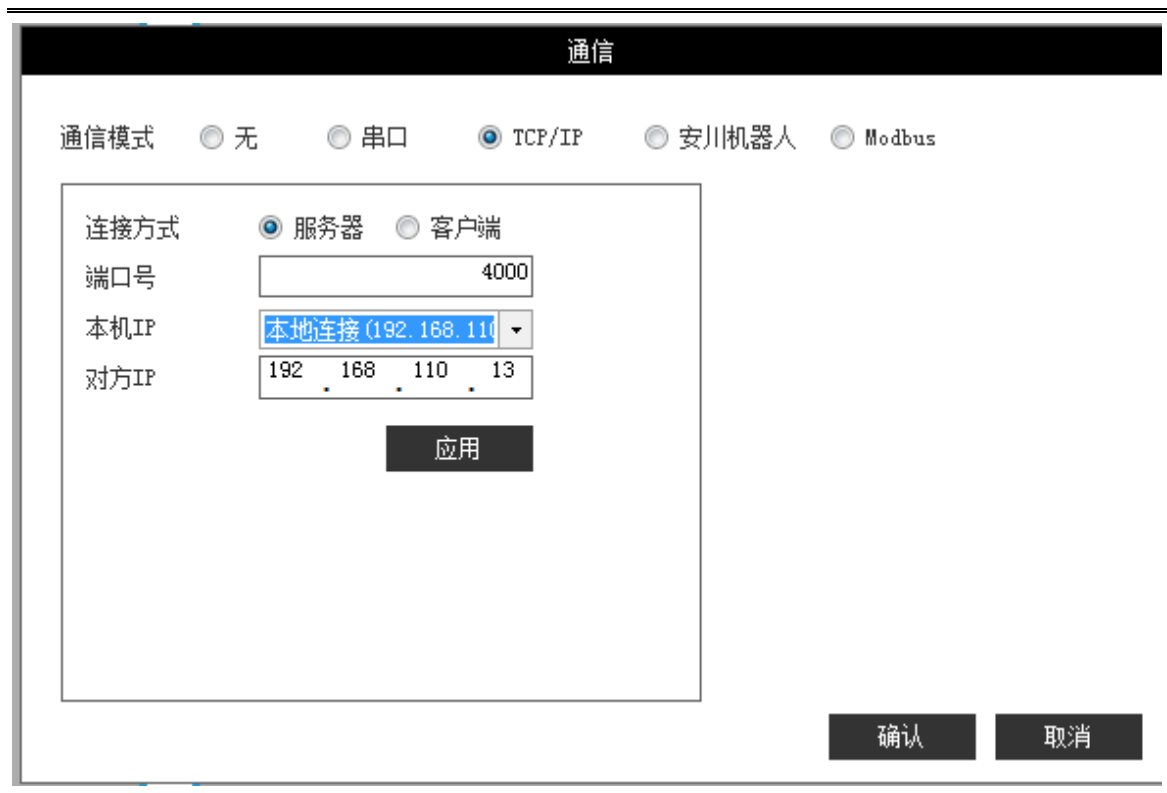 通信
通信模式 无 串口 TCP/IP 安川机器人 Modbus
连接方式 服务器 客户端
端口号 4000
本机IP 本地连接(192.168.110
对方IP 192 . 168 . 110 . 13
应用
确认 取消